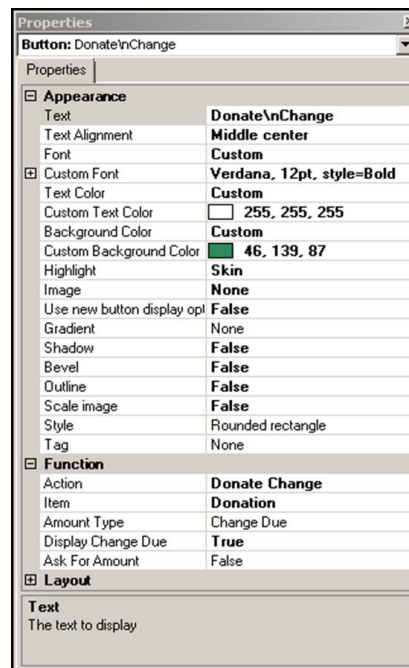 Properties
Button: Donate\nChange
Properties
Appearance
Text Donate\nChange
Text Alignment Middle center
Font Custom
Custom Font Verdana, 12pt, style=Bold
Text Color Custom
Custom Text Color 255, 255, 255
Background Color Custom
Custom Background Color 46, 139, 87
Highlight Skin
Image None
Use new button display opt False
Gradient None
Shadow False
Bevel False
Outline False
Scale image False
Style Rounded rectangle
Tag None
Function
Action Donate Change
Item Donation
Amount Type Change Due
Display Change Due True
Ask For Amount False
Layout
Text
The text to display